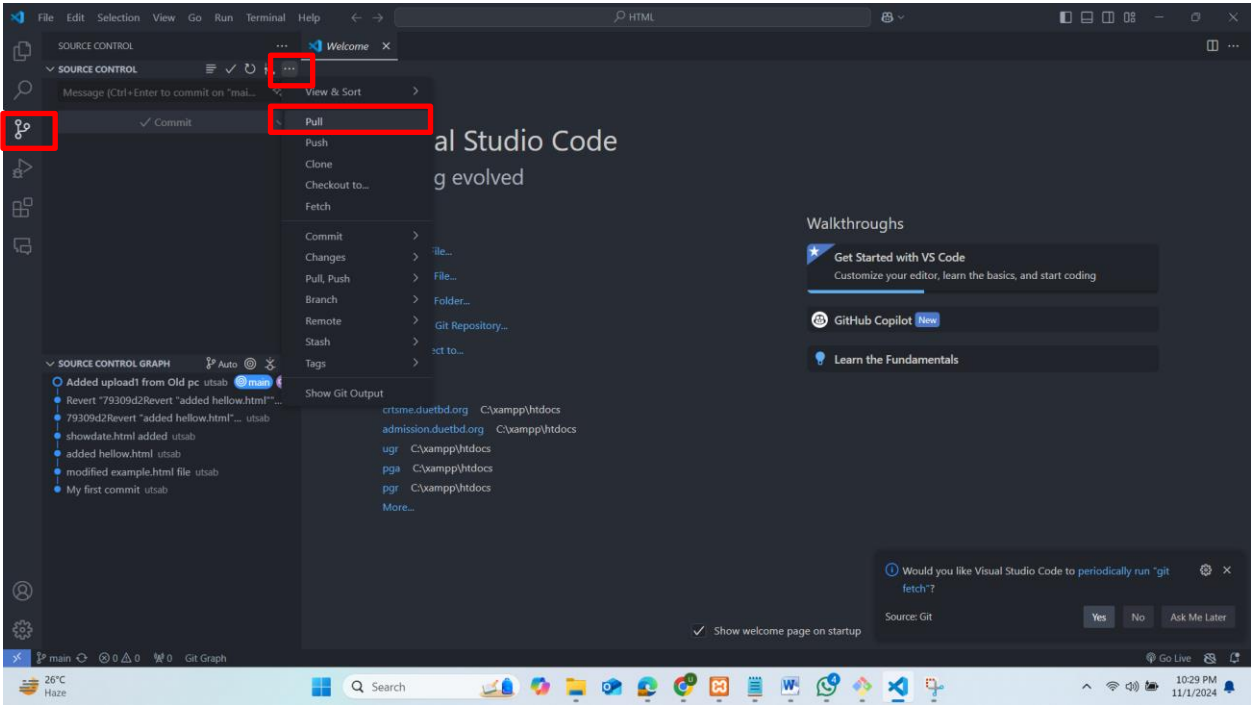 File Edit Selection View Go Run Terminal Help
HTML
SOURCE CONTROL
Welcome
SOURCE CONTROL
Message (Ctrl+Enter to commit on "mai...
Commit
View & Sort
Pull
Push
Clone
Checkout to...
Fetch
Commit
Changes
Pull, Push
Branch
Remote
Stash
Tags
Show Git Output
al Studio Code
g evolved
File...
File...
Folder...
Git Repository...
ect to...
crtsme.duetbd.org C:\xampp\htdocs
admission.duetbd.org C:\xampp\htdocs
ugr C:\xampp\htdocs
pga C:\xampp\htdocs
pgr C:\xampp\htdocs
More...
Walkthroughs
Get Started with VS Code
Customize your editor, learn the basics, and start coding
GitHub Copilot New
Learn the Fundamentals
SOURCE CONTROL GRAPH Auto
Added upload1 from Old pc utsab main
Revert "79309d2Revert "added hellow.html""...
79309d2Revert "added hellow.html"... utsab
showdate.html added utsab
added hellow.html utsab
modified example.html file utsab
My first commit utsab
Would you like Visual Studio Code to periodically run "git
fetch"?
Source: Git Yes No Ask Me Later
Show welcome page on startup
main 0 0 0 Git Graph
Go Live
26°C
Haze
Search
10:29 PM
11/1/2024